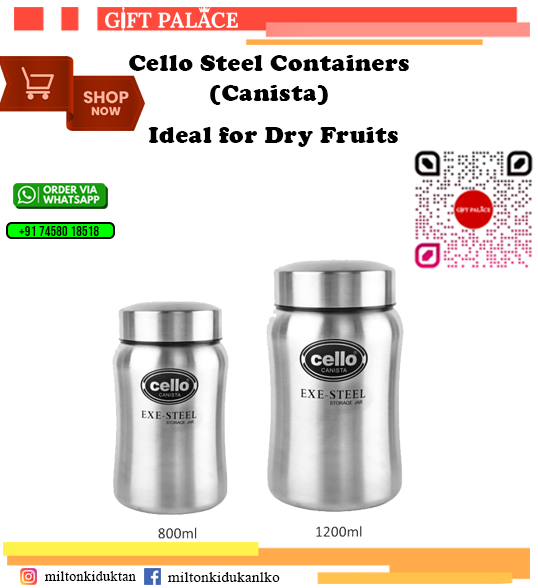 GIFT PALACE
Cello Steel Containers
(Canista)
Ideal for Dry Fruits
SHOP
NOW
ORDER VIA
WHATSAPP
+91 74580 18518
GIFT PALACE
cello
CANISTA
EXE-STEEL
STORAGE JAR
cello
CANISTA
EXE-STEEL
STORAGE JAR
800ml
1200ml
miltonkiduktan
miltonkidukanlko